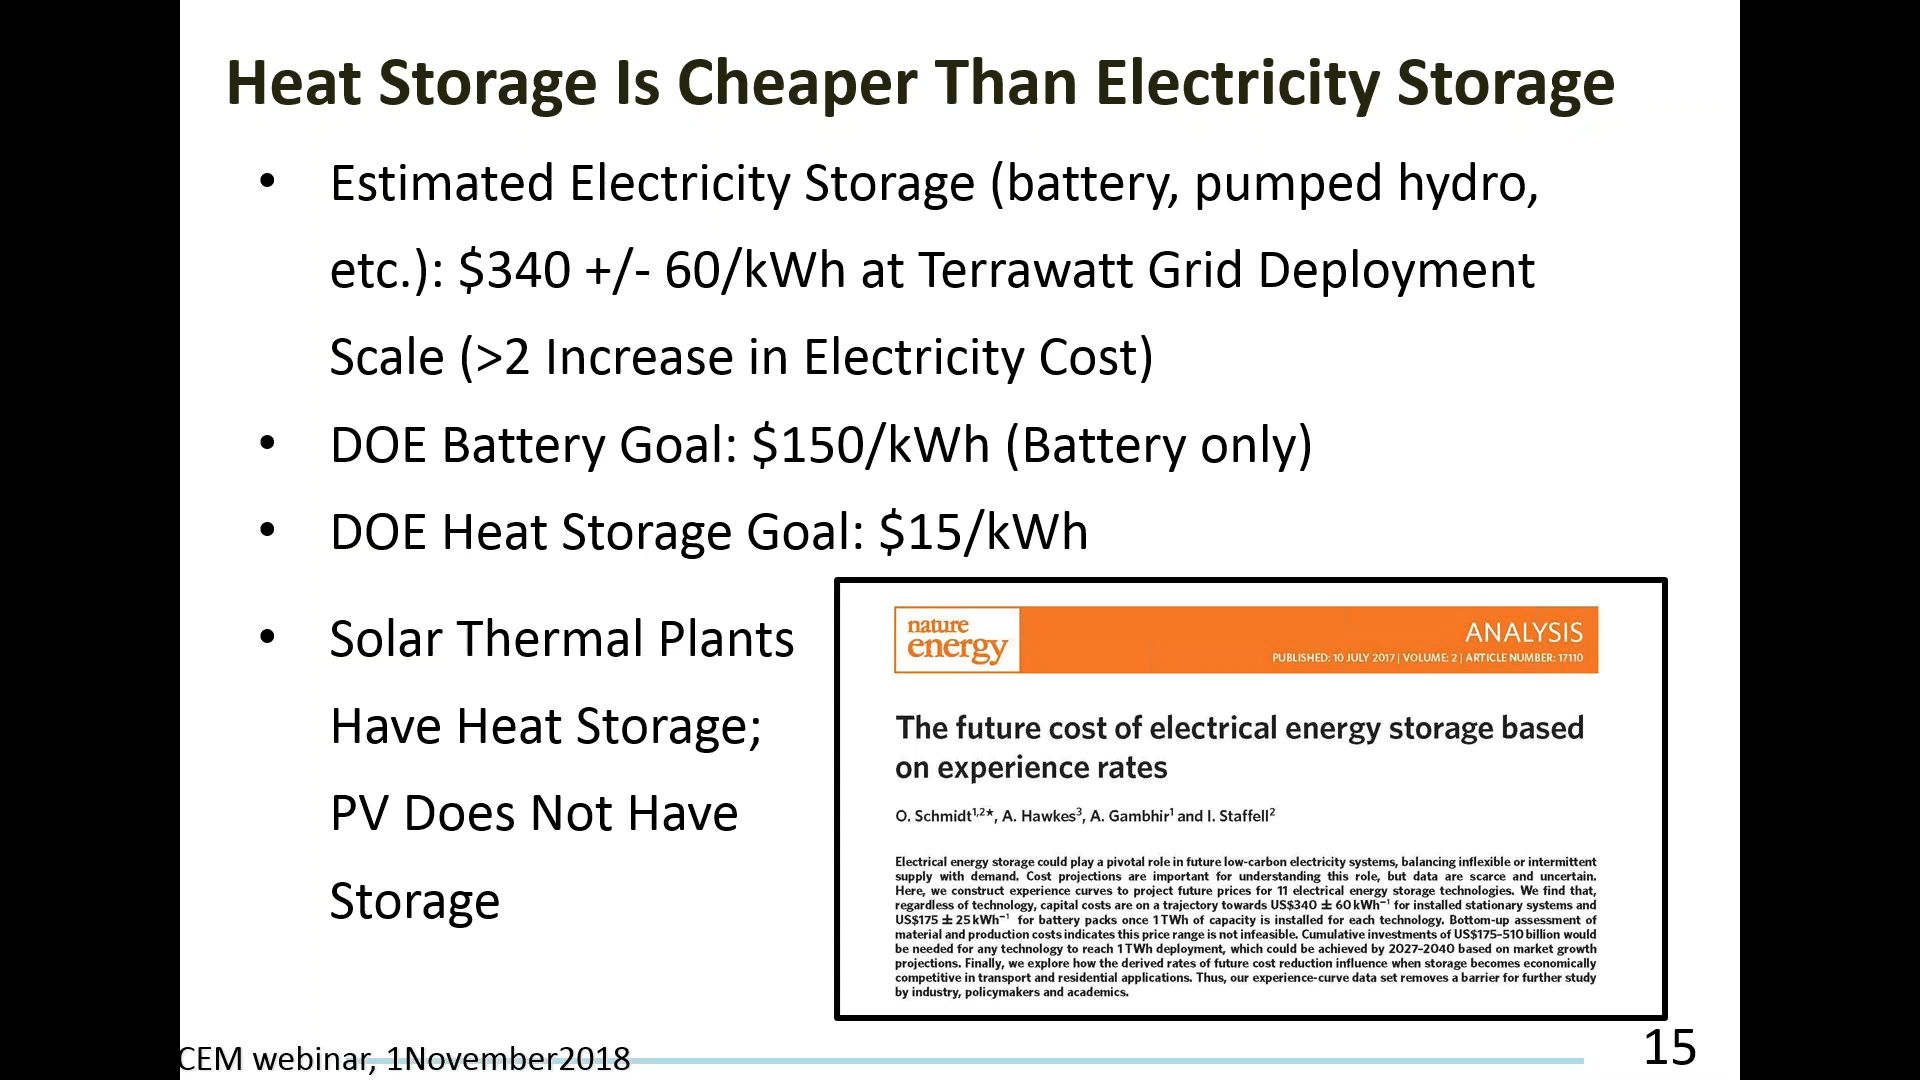 Heat Storage Is Cheaper Than Electricity Storage
• Estimated Electricity Storage (battery, pumped hydro,
etc.): $340 +/- 60/kWh at Terrawatt Grid Deployment
Scale (>2 Increase in Electricity Cost)
• DOE Battery Goal: $150/kWh (Battery only)
• DOE Heat Storage Goal: $15/kWh
• Solar Thermal Plants
Have Heat Storage;
PV Does Not Have
Storage
nature
energy
ANALYSIS
PUBLISHED: 10 JULY 2017 | VOLUME: 2 | ARTICLE NUMBER: 17110
The future cost of electrical energy storage based
on experience rates
O. Schmidt¹,²*, A. Hawkes³, A. Gambhir¹ and I. Staffell²
Electrical energy storage could play a pivotal role in future low-carbon electricity systems, balancing inflexible or intermittent
supply with demand. Cost projections are important for understanding this role, but data are scarce and uncertain.
Here, we construct experience curves to project future prices for 11 electrical energy storage technologies. We find that,
regardless of technology, capital costs are on a trajectory towards US$340 ± 60 kWh⁻¹ for installed stationary systems and
US$175 ± 25 kWh⁻¹ for battery packs once 1 TWh of capacity is installed for each technology. Bottom-up assessment of
material and production costs indicates this price range is not infeasible. Cumulative investments of US$175–510 billion would
be needed for any technology to reach 1 TWh deployment, which could be achieved by 2027–2040 based on market growth
projections. Finally, we explore how the derived rates of future cost reduction influence when storage becomes economically
competitive in transport and residential applications. Thus, our experience-curve data set removes a barrier for further study
by industry, policymakers and academics.
CEM webinar, 1November2018
15